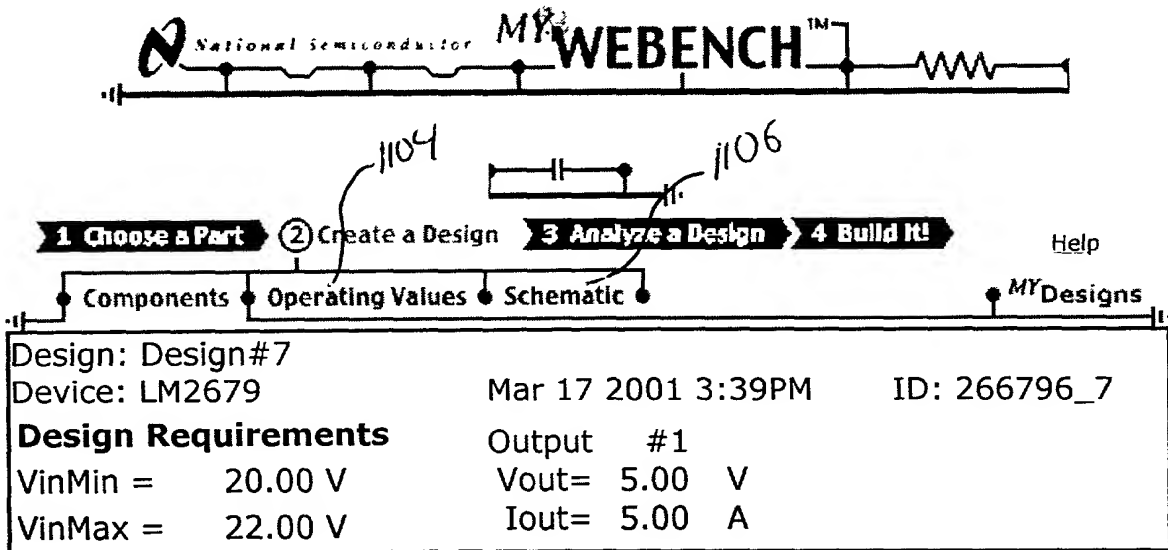 National Semiconductor MY WEBENCH™
1104
1106
1 Choose a Part 2 Create a Design 3 Analyze a Design 4 Build It!
Help
Components Operating Values Schematic
MY Designs
Design: Design#7
Device: LM2679 Mar 17 2001 3:39PM ID: 266796_7
Design Requirements Output #1
VinMin = 20.00 V Vout= 5.00 V
VinMax = 22.00 V Iout= 5.00 A